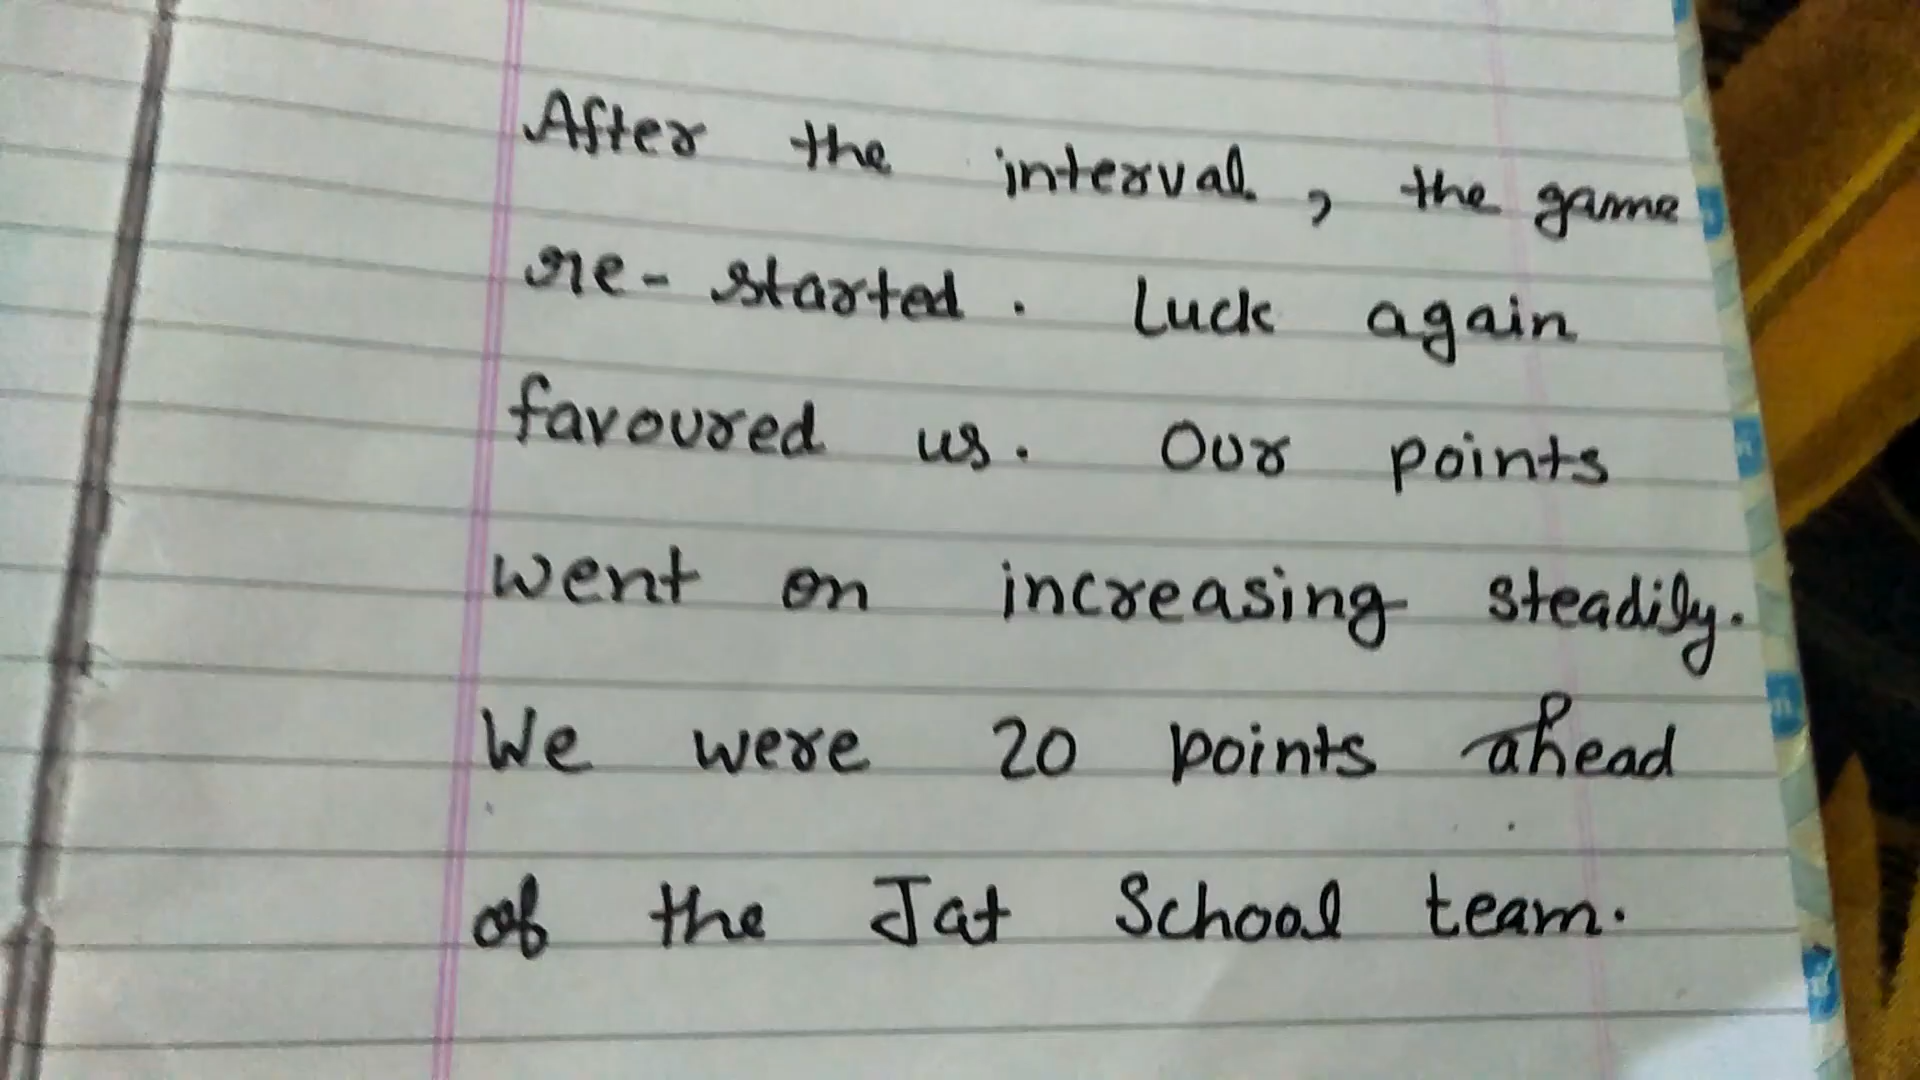 After the interval, the game
re-started. Luck again
favoured us. Our points
went on increasing steadily.
We were 20 points ahead
of the Jat School team.